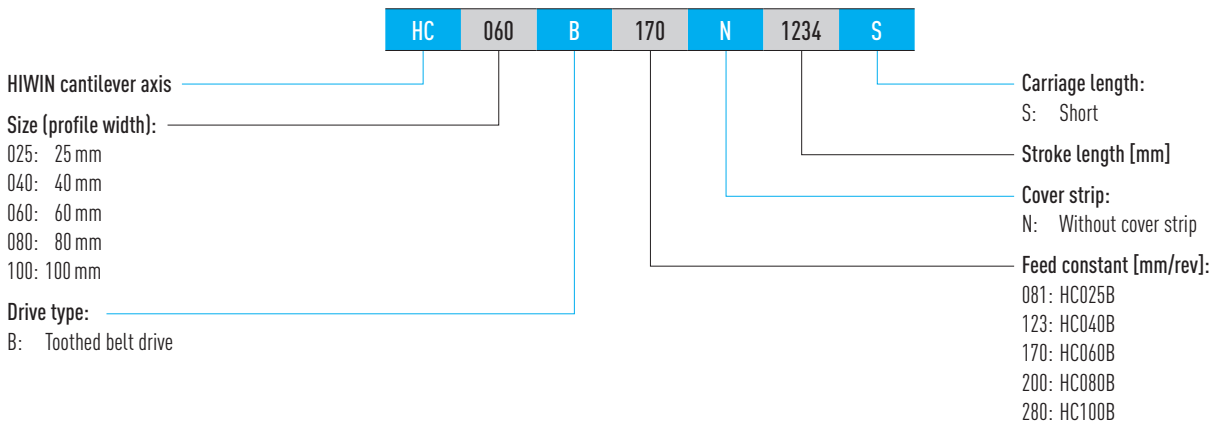 HC 060 B 170 N 1234 S
HIWIN cantilever axis
Size (profile width):
025: 25 mm
040: 40 mm
060: 60 mm
080: 80 mm
100: 100 mm
Drive type:
B: Toothed belt drive
Carriage length:
S: Short
Stroke length [mm]
Cover strip:
N: Without cover strip
Feed constant [mm/rev]:
081: HC025B
123: HC040B
170: HC060B
200: HC080B
280: HC100B